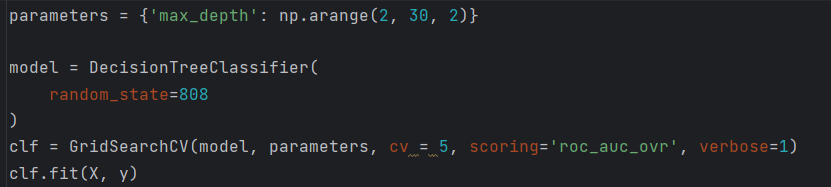 parameters = {'max_depth': np.arange(2, 30, 2)}
model = DecisionTreeClassifier(
    random_state=808
)
clf = GridSearchCV(model, parameters, cv = 5, scoring='roc_auc_ovr', verbose=1)
clf.fit(X, y)